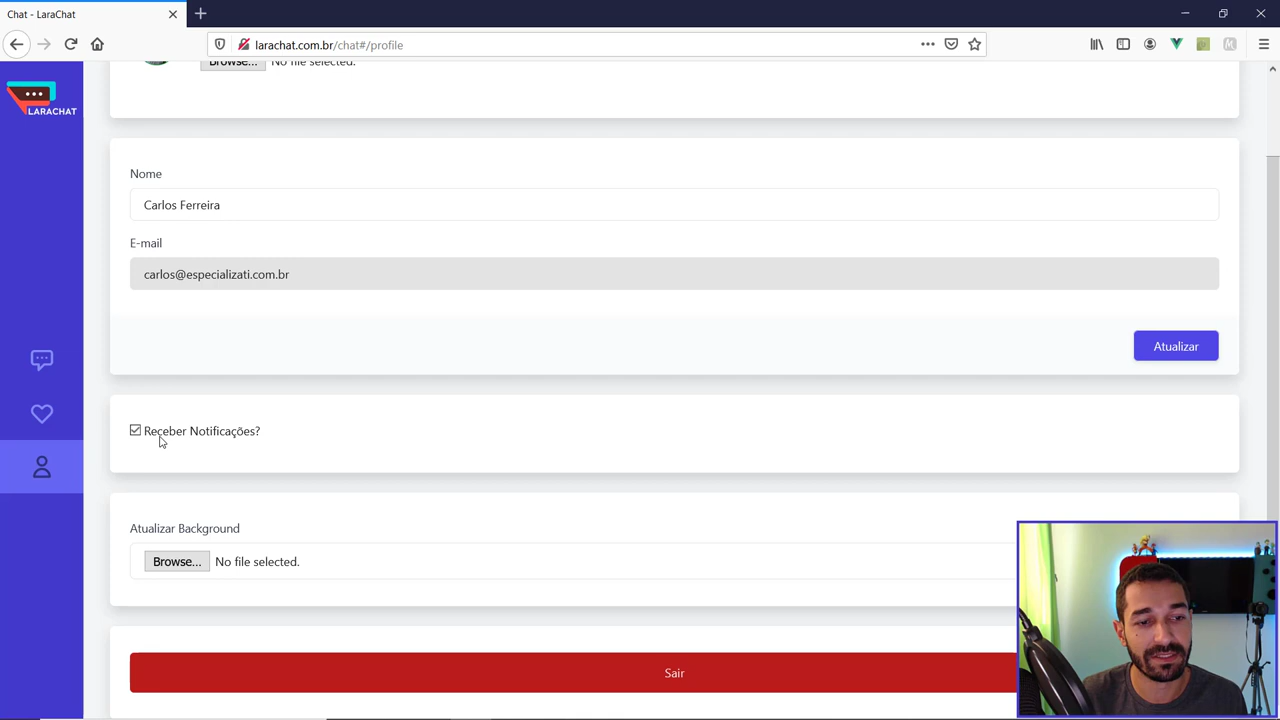 Chat - LaraChat
larachat.com.br/chat#/profile
LARACHAT
Browse... No file selected.
Nome
Carlos Ferreira
E-mail
carlos@especializati.com.br
Atualizar
Receber Notificações?
Atualizar Background
Browse... No file selected.
Sair